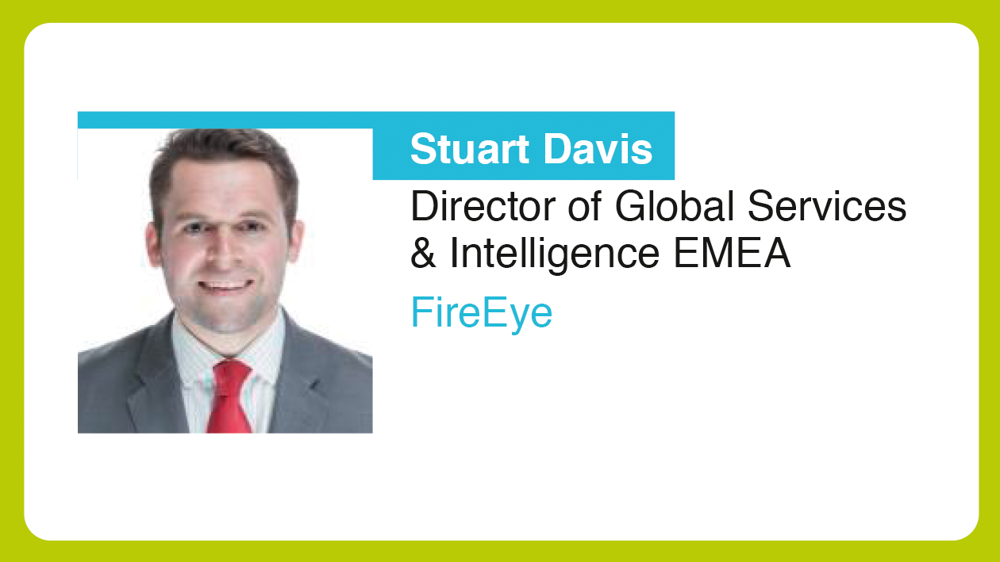 Stuart Davis
Director of Global Services
& Intelligence EMEA
FireEye